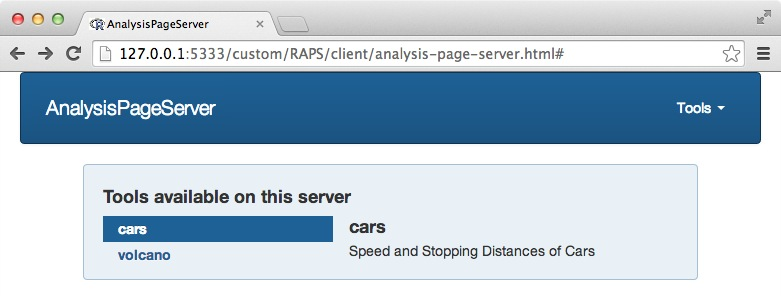 AnalysisPageServer
127.0.0.1:5333/custom/RAPS/client/analysis-page-server.html#
AnalysisPageServer
Tools
Tools available on this server
cars
volcano
cars
Speed and Stopping Distances of Cars